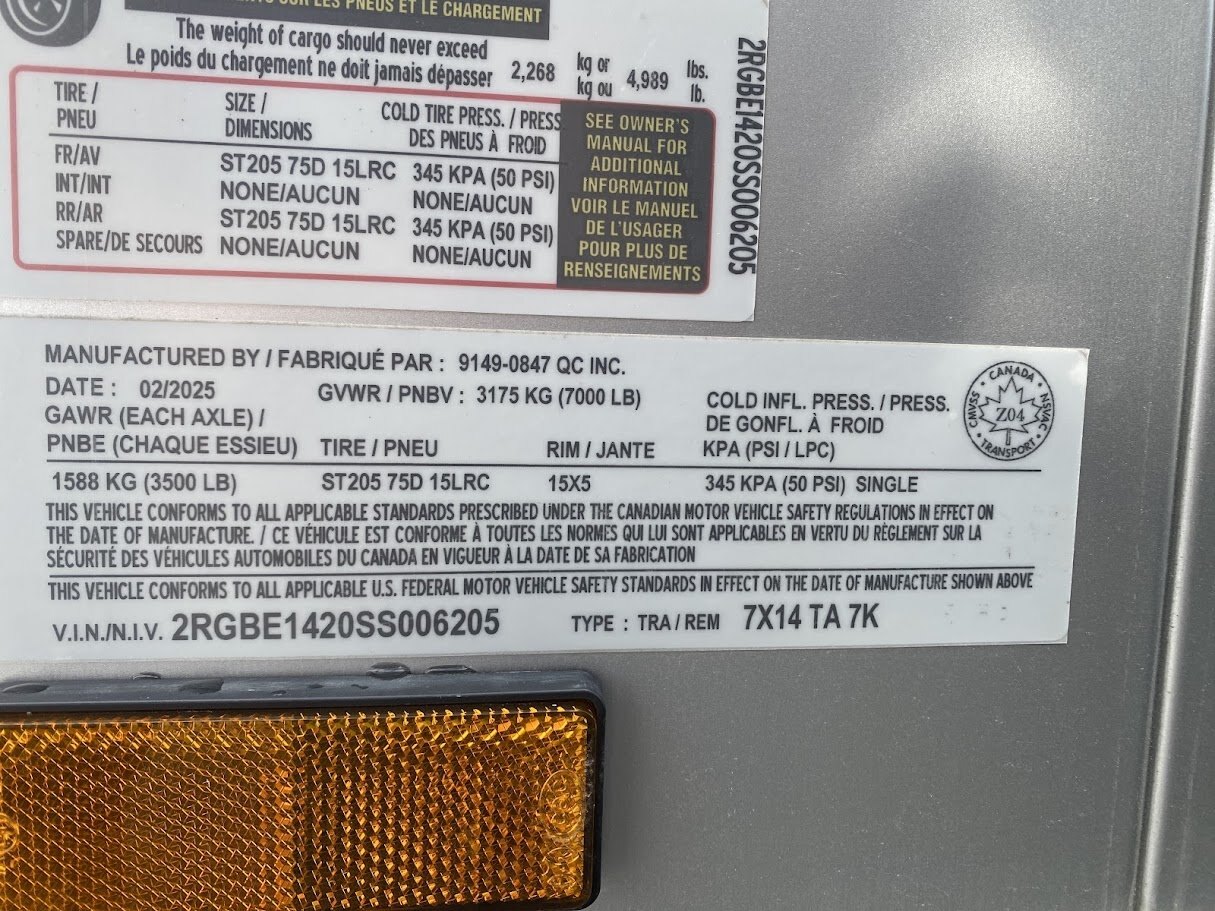 SUR LES PNEUS ET LE CHARGEMENT
The weight of cargo should never exceed
Le poids du chargement ne doit jamais dépasser 2,268 kg or kg ou 4,989 lbs. lb.
TIRE / PNEU
SIZE / DIMENSIONS
COLD TIRE PRESS. / PRESS
DES PNEUS À FROID
FR/AV ST205 75D 15LRC 345 KPA (50 PSI)
INT/INT NONE/AUCUN NONE/AUCUN
RR/AR ST205 75D 15LRC 345 KPA (50 PSI)
SPARE/DE SECOURS NONE/AUCUN NONE/AUCUN
SEE OWNER'S
MANUAL FOR
ADDITIONAL
INFORMATION
VOIR LE MANUEL
DE L'USAGER
POUR PLUS DE
RENSEIGNEMENTS
2RGBE1420SS006205
MANUFACTURED BY / FABRIQUÉ PAR : 9149-0847 QC INC.
DATE : 02/2025 GVWR / PNBV : 3175 KG (7000 LB)
GAWR (EACH AXLE) /
PNBE (CHAQUE ESSIEU) TIRE / PNEU RIM / JANTE
COLD INFL. PRESS. / PRESS.
DE GONFL. À FROID
KPA (PSI / LPC)
CANADA
CMVSS Z04 NSVAC
TRANSPORT
1588 KG (3500 LB) ST205 75D 15LRC 15X5 345 KPA (50 PSI) SINGLE
THIS VEHICLE CONFORMS TO ALL APPLICABLE STANDARDS PRESCRIBED UNDER THE CANADIAN MOTOR VEHICLE SAFETY REGULATIONS IN EFFECT ON
THE DATE OF MANUFACTURE. / CE VÉHICULE EST CONFORME À TOUTES LES NORMES QUI LUI SONT APPLICABLES EN VERTU DU RÈGLEMENT SUR LA
SÉCURITÉ DES VÉHICULES AUTOMOBILES DU CANADA EN VIGUEUR À LA DATE DE SA FABRICATION
THIS VEHICLE CONFORMS TO ALL APPLICABLE U.S. FEDERAL MOTOR VEHICLE SAFETY STANDARDS IN EFFECT ON THE DATE OF MANUFACTURE SHOWN ABOVE
V.I.N./N.I.V. 2RGBE1420SS006205 TYPE : TRA / REM 7X14 TA 7K